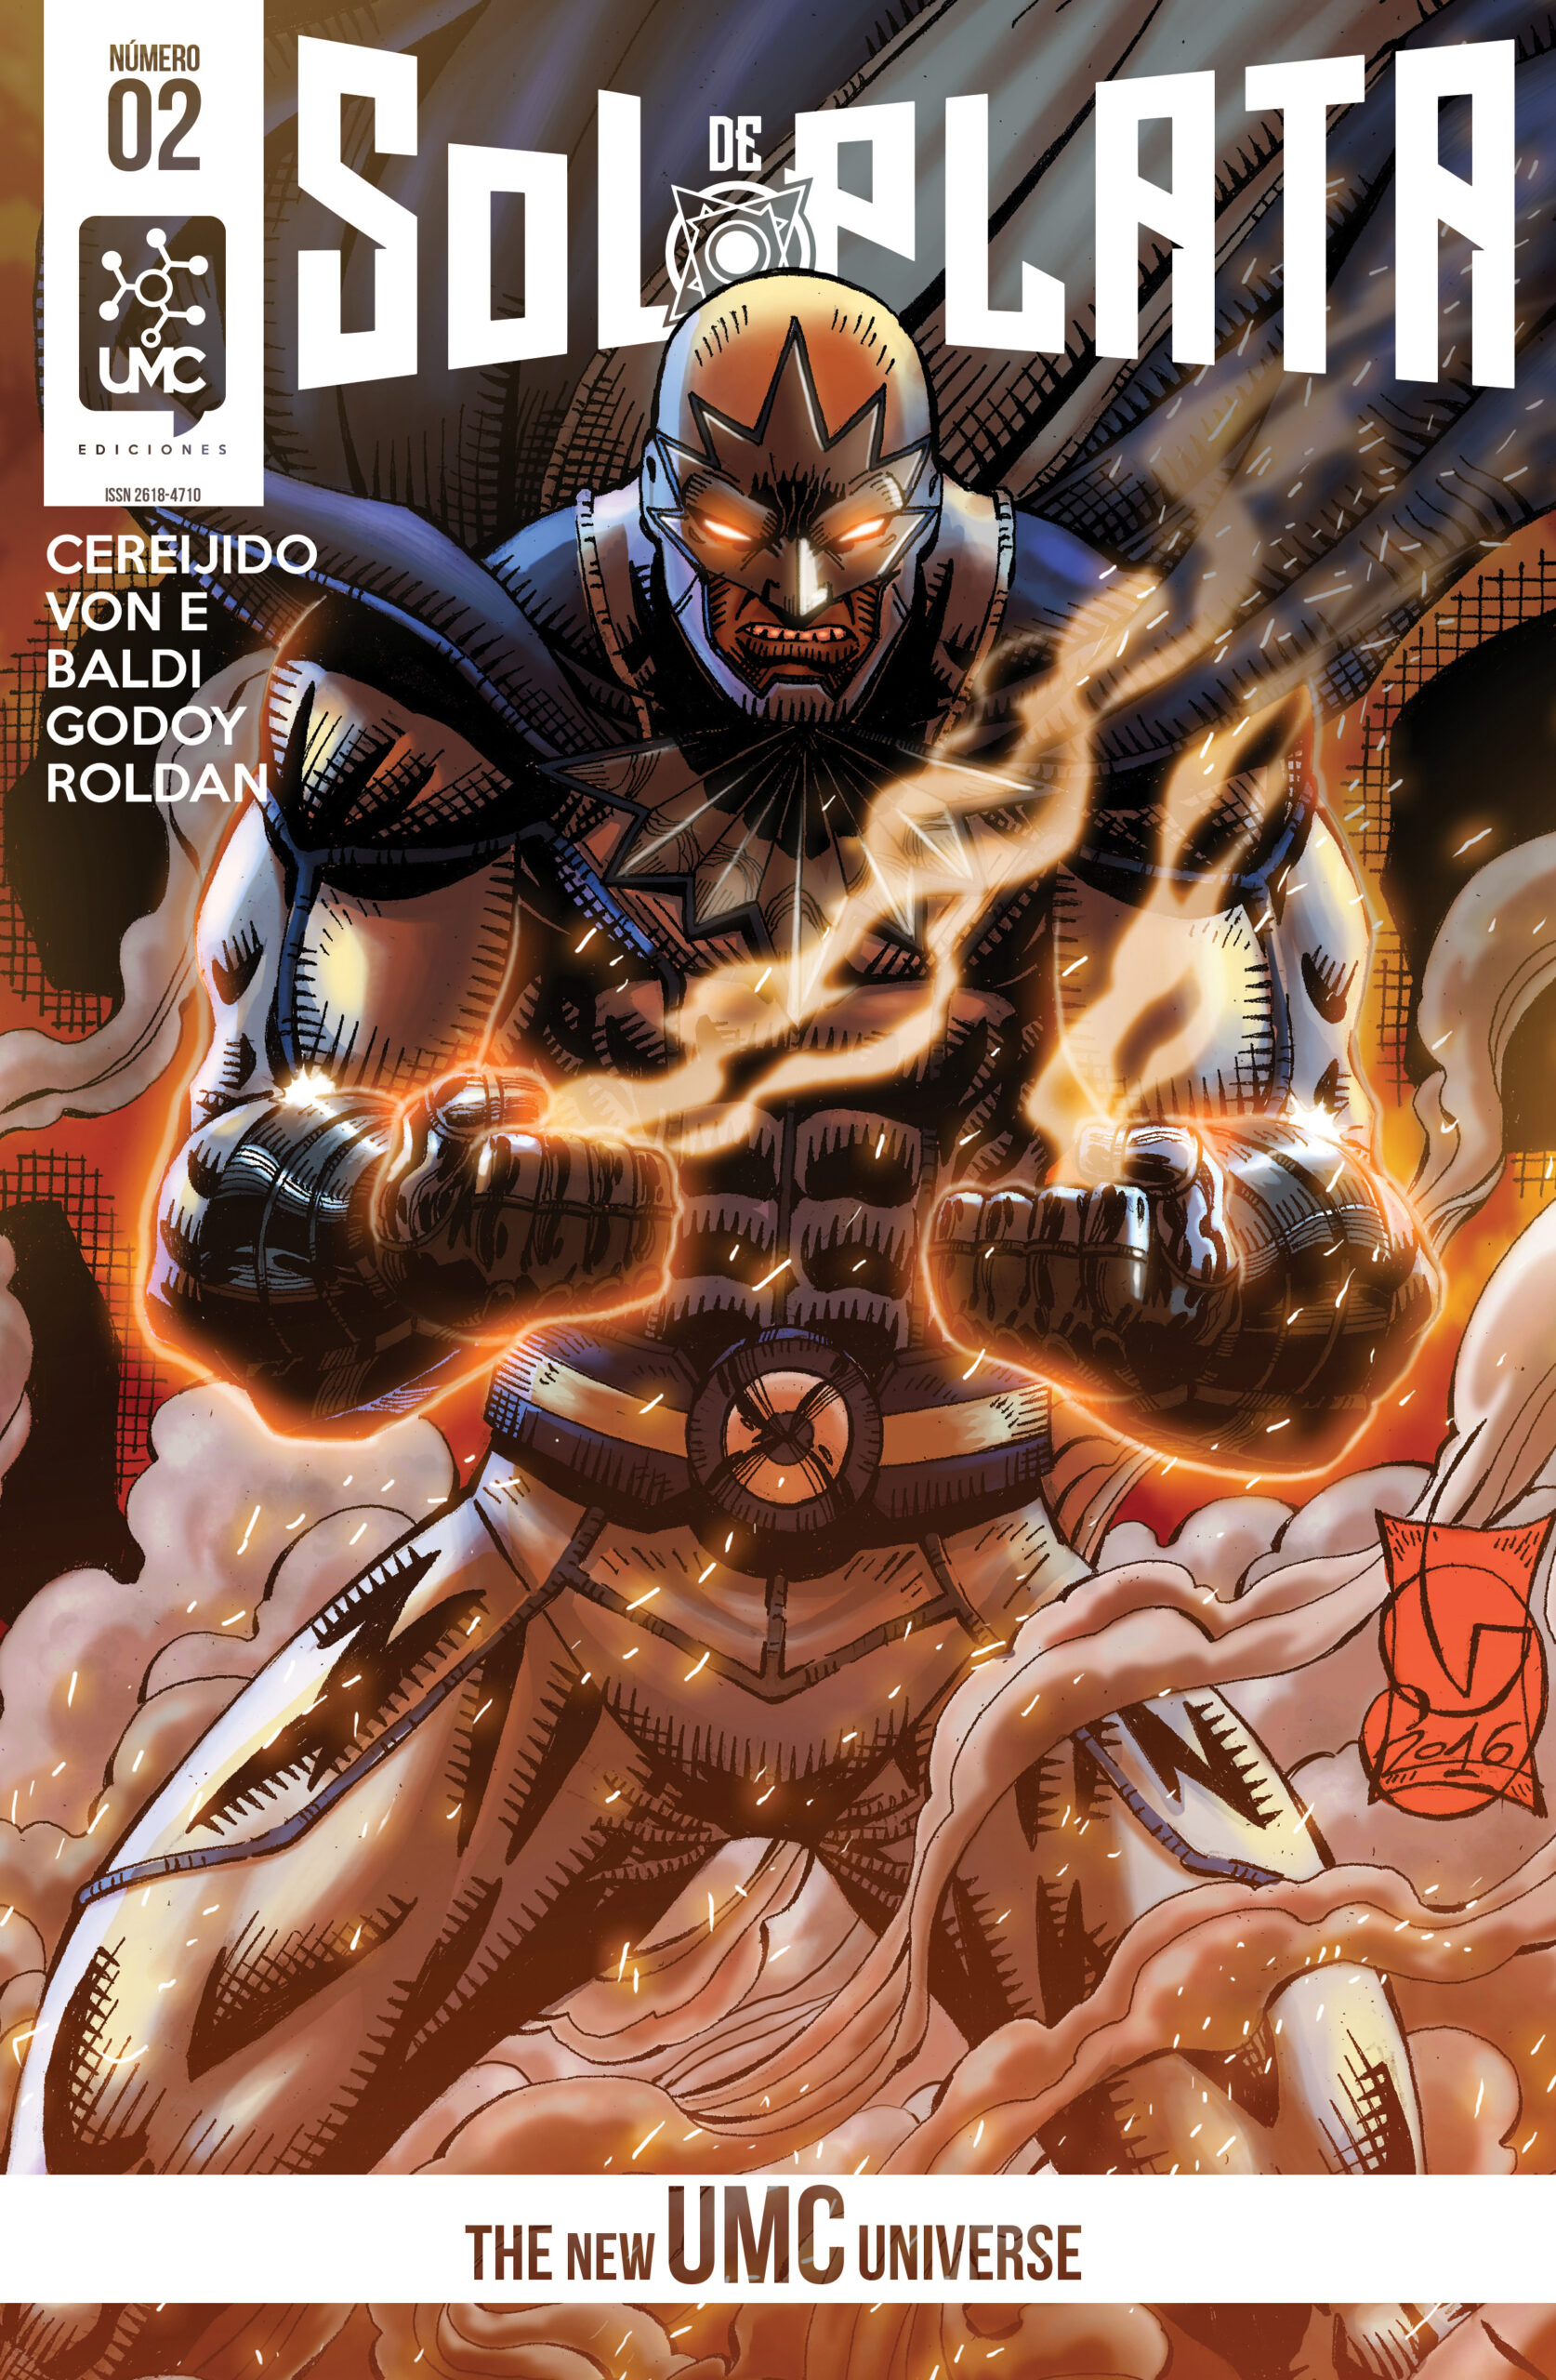 NÚMERO
02
UMC
EDICIONES
ISSN 2618-4710
SOL DE PLATA
CEREIJIDO
VON E
BALDI
GODOY
ROLDAN
2016
THE NEW UMC UNIVERSE